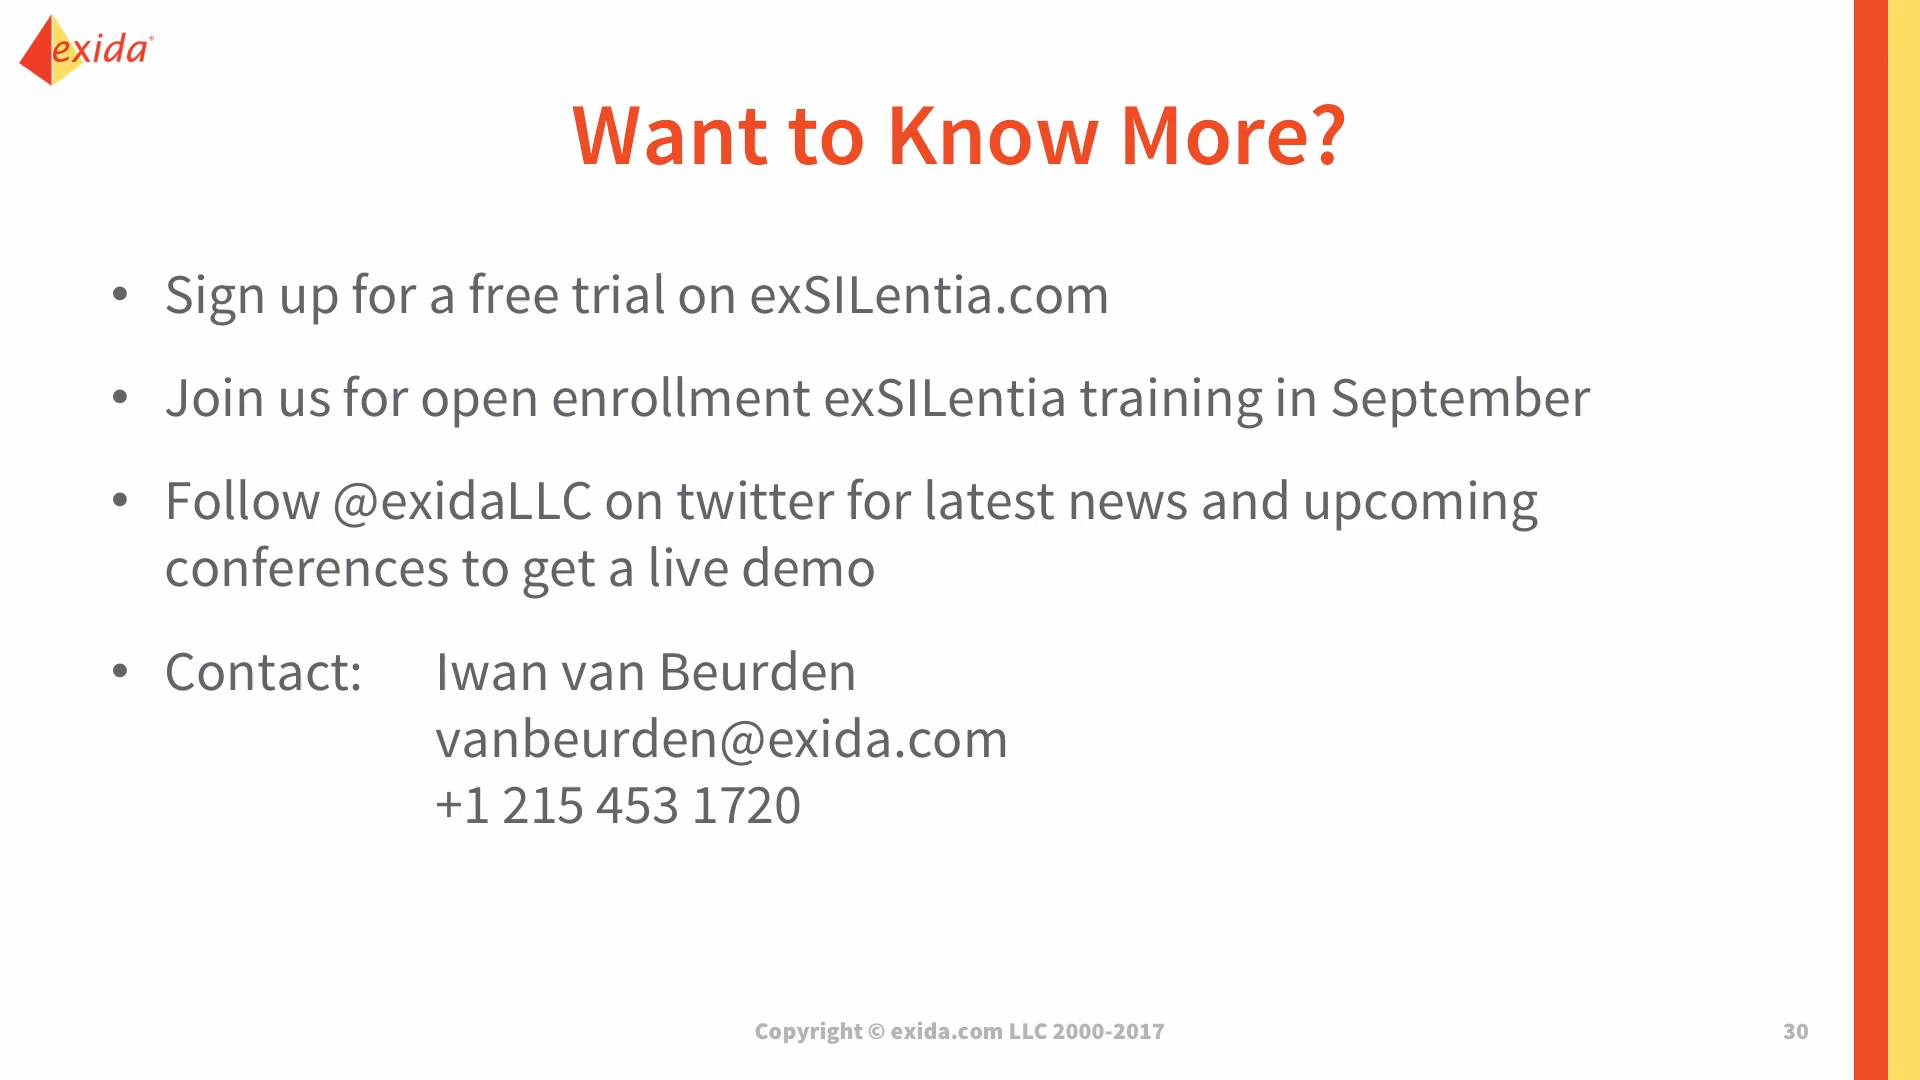 exida
Want to Know More?
• Sign up for a free trial on exSILentia.com
• Join us for open enrollment exSILentia training in September
• Follow @exidaLLC on twitter for latest news and upcoming
conferences to get a live demo
• Contact: Iwan van Beurden
vanbeurden@exida.com
+1 215 453 1720
Copyright © exida.com LLC 2000-2017
30